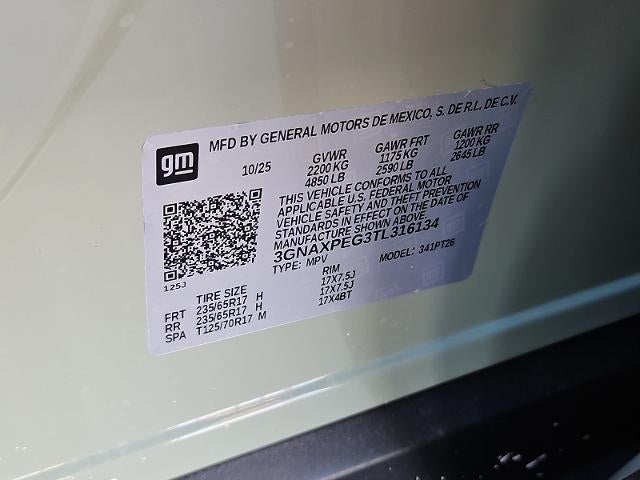 gm
MFD BY GENERAL MOTORS DE MEXICO, S. DE R.L. DE C.V.
10/25 GVWR GAWR FRT GAWR RR
2200 KG 1175 KG 1200 KG
4850 LB 2590 LB 2645 LB
THIS VEHICLE CONFORMS TO ALL
APPLICABLE U.S. FEDERAL MOTOR
VEHICLE SAFETY AND THEFT PREVENTION
STANDARDS IN EFFECT ON THE DATE OF
MANUFACTURE SHOWN ABOVE.
3GNAXPEG3TL316134
TYPE: MPV MODEL: 341PT26
125J
TIRE SIZE RIM
FRT 235/65R17 H 17X7.5J
RR 235/65R17 H 17X7.5J
SPA T125/70R17 M 17X4BT